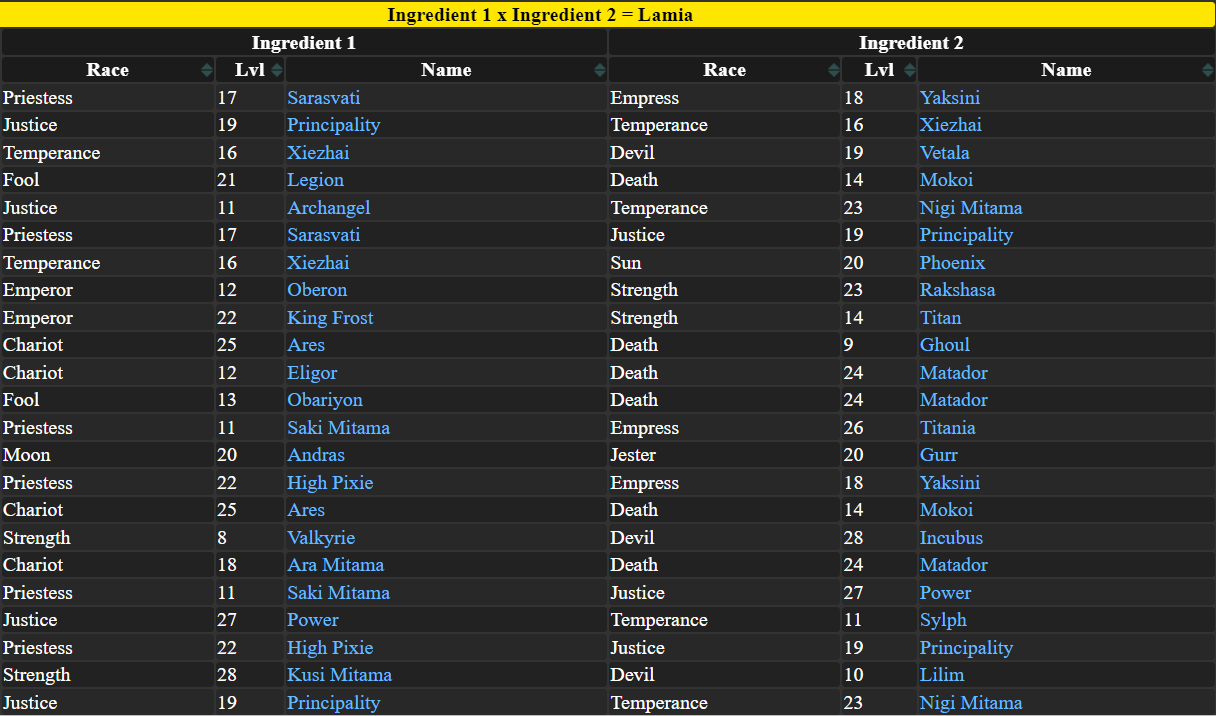 Ingredient 1 x Ingredient 2 = Lamia
Ingredient 1 Ingredient 2
Race Lvl Name Race Lvl Name
Priestess 17 Sarasvati Empress 18 Yaksini
Justice 19 Principality Temperance 16 Xiezhai
Temperance 16 Xiezhai Devil 19 Vetala
Fool 21 Legion Death 14 Mokoi
Justice 11 Archangel Temperance 23 Nigi Mitama
Priestess 17 Sarasvati Justice 19 Principality
Temperance 16 Xiezhai Sun 20 Phoenix
Emperor 12 Oberon Strength 23 Rakshasa
Emperor 22 King Frost Strength 14 Titan
Chariot 25 Ares Death 9 Ghoul
Chariot 12 Eligor Death 24 Matador
Fool 13 Obariyon Death 24 Matador
Priestess 11 Saki Mitama Empress 26 Titania
Moon 20 Andras Jester 20 Gurr
Priestess 22 High Pixie Empress 18 Yaksini
Chariot 25 Ares Death 14 Mokoi
Strength 8 Valkyrie Devil 28 Incubus
Chariot 18 Ara Mitama Death 24 Matador
Priestess 11 Saki Mitama Justice 27 Power
Justice 27 Power Temperance 11 Sylph
Priestess 22 High Pixie Justice 19 Principality
Strength 28 Kusi Mitama Devil 10 Lilim
Justice 19 Principality Temperance 23 Nigi Mitama